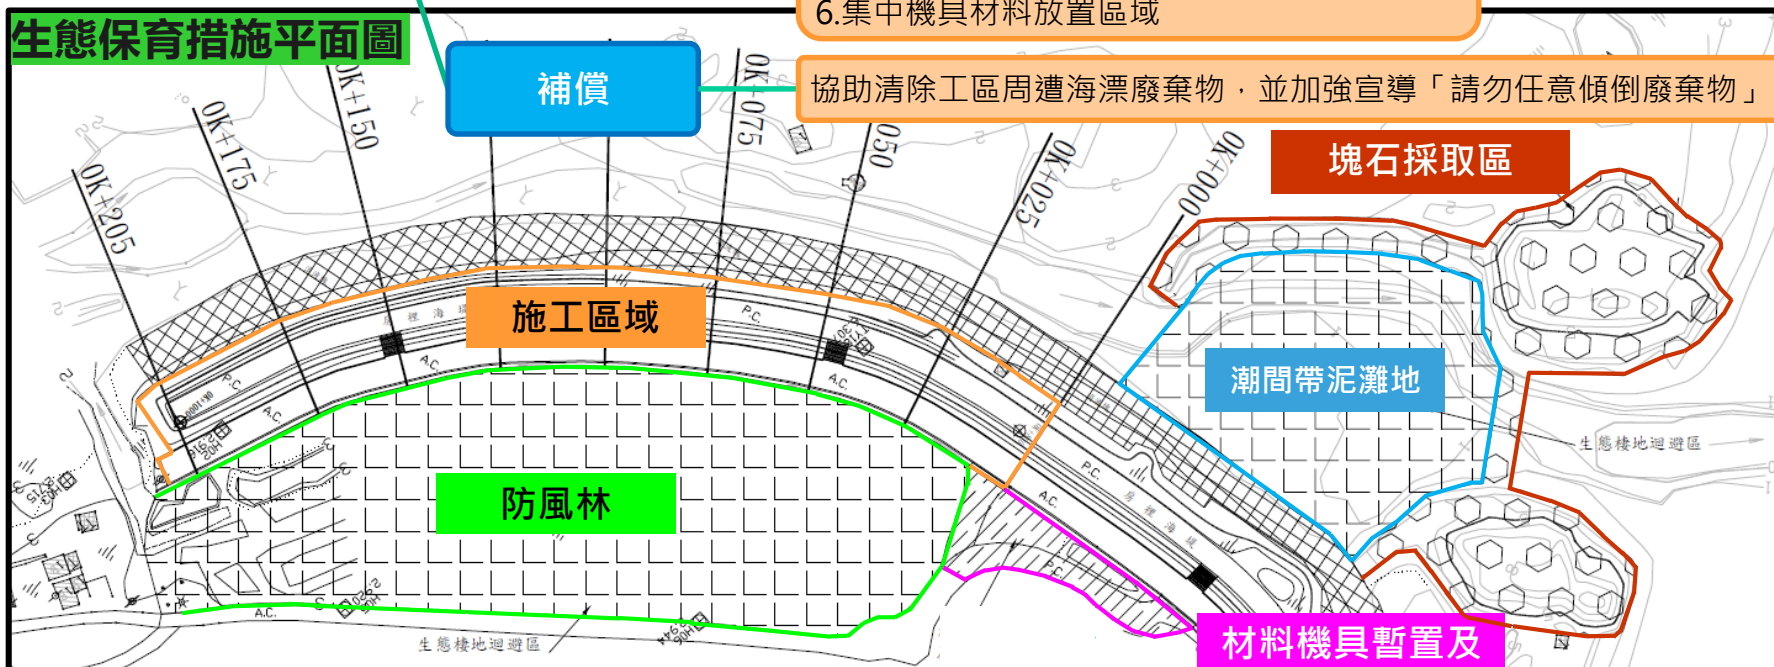 6.集中機具材料放置區域
生態保育措施平面圖
補償
協助清除工區周遭海漂廢棄物，並加強宣導「請勿任意傾倒廢棄物」
0K+205
0K+175
0K+150
0K+075
050
0K+025
0K+000
塊石採取區
施工區域
潮間帶泥灘地
防風林
生態棲地迴避區
生態棲地迴避區
房裡海堤
P.C.
A.C.
P.C.
A.C.
A.C.
P.C.
A.C.
P.C.
A.C.
材料機具暫置及